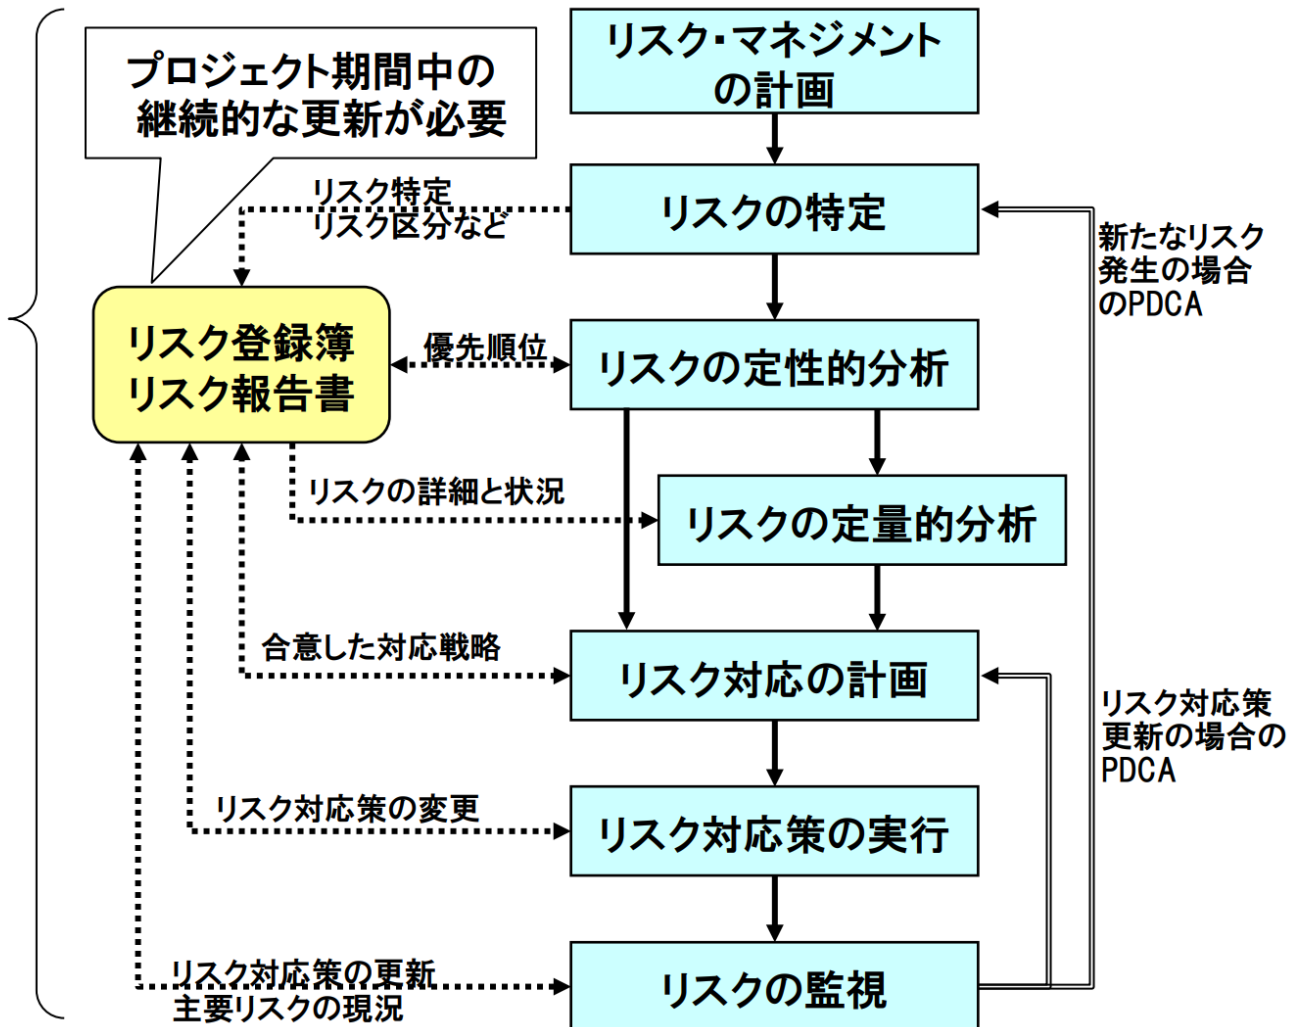 リスク・マネジメント
の計画
プロジェクト期間中の
継続的な更新が必要
リスク特定
リスク区分など
リスクの特定
新たなリスク
発生の場合
のPDCA
リスク登録簿
リスク報告書
優先順位
リスクの定性的分析
リスクの詳細と状況
リスクの定量的分析
合意した対応戦略
リスク対応の計画
リスク対応策
更新の場合の
PDCA
リスク対応策の変更
リスク対応策の実行
リスク対応策の更新
主要リスクの現況
リスクの監視